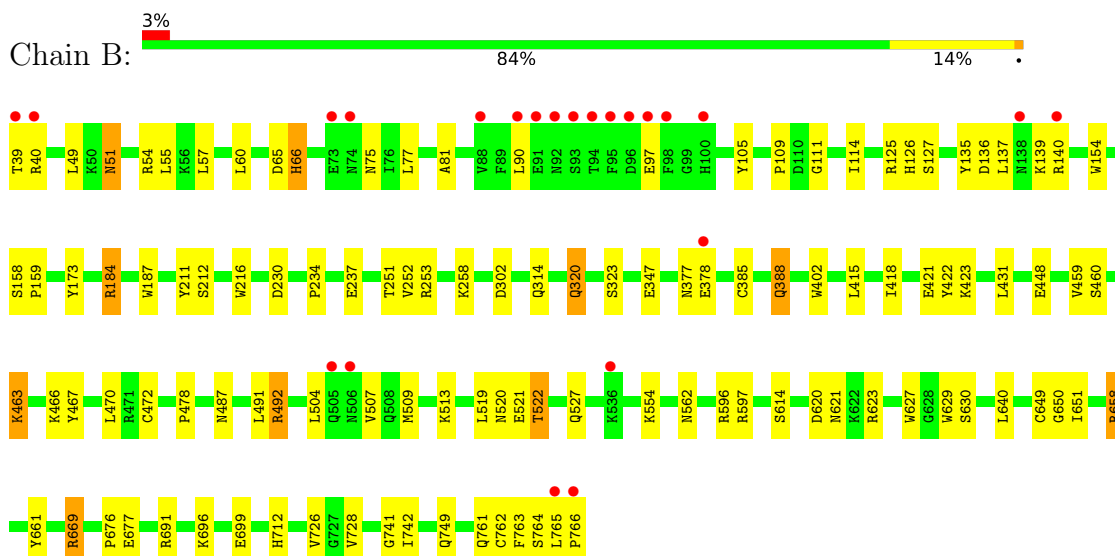 3%
Chain B:
84% 14% •
T39 R40 L49 K50 N51 R54 L55 K56 L57 L60 D65 H66 E73 N74 N75 I76 L77 A81 V88 F89 L90 E91 N92 S93 T94 F95 D96 E97 F98 G99 H100 Y105 P109 D110 G111 I114 R125 H126 S127 Y135 D136 L137 N138 K139 R140 W154
S158 P159 Y173 R184 W187 Y211 S212 W216 D230 P234 E237 T251 V252 R253 K258 D302 Q314 Q320 S323 E347 N377 E378 C385 Q388 W402 L415 I418 E421 Y422 K423 L431 E448 V459 S460
K463 K466 Y467 L470 R471 C472 P478 N487 L491 R492 L504 Q505 N506 V507 Q508 M509 K513 L519 N520 E521 T522 Q527 K536 K554 N562 R596 R597 S614 D620 N621 K622 R623 W627 G628 W629 S630 L640 C649 G650 I651
Y661 R669 P676 E677 R691 K696 E699 H712 V726 G727 V728 G741 I742 Q749 Q761 C762 F763 S764 L765 P766